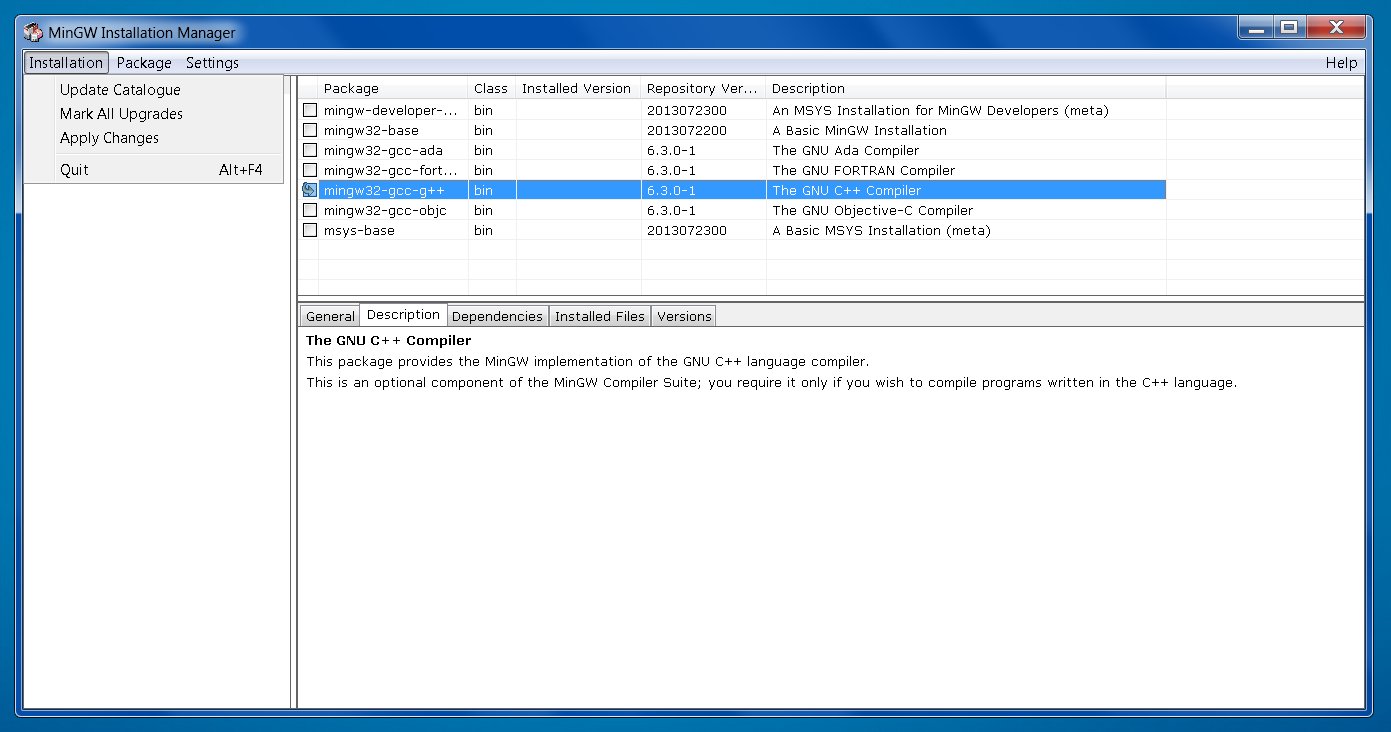 MinGW Installation Manager
Installation Package Settings Help
Update Catalogue
Mark All Upgrades
Apply Changes
Quit Alt+F4
Package Class Installed Version Repository Ver... Description
mingw-developer-... bin 2013072300 An MSYS Installation for MinGW Developers (meta)
mingw32-base bin 2013072200 A Basic MinGW Installation
mingw32-gcc-ada bin 6.3.0-1 The GNU Ada Compiler
mingw32-gcc-fort... bin 6.3.0-1 The GNU FORTRAN Compiler
mingw32-gcc-g++ bin 6.3.0-1 The GNU C++ Compiler
mingw32-gcc-objc bin 6.3.0-1 The GNU Objective-C Compiler
msys-base bin 2013072300 A Basic MSYS Installation (meta)
General Description Dependencies Installed Files Versions
The GNU C++ Compiler
This package provides the MinGW implementation of the GNU C++ language compiler.
This is an optional component of the MinGW Compiler Suite; you require it only if you wish to compile programs written in the C++ language.